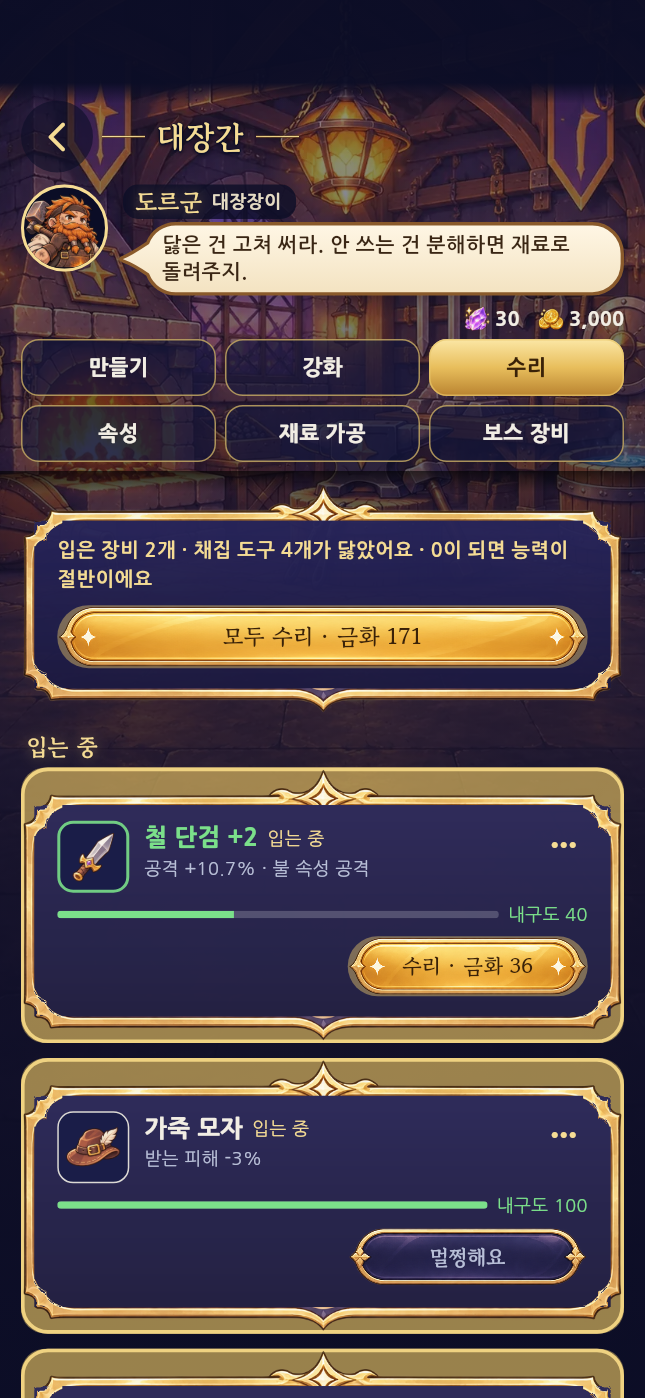 대장간
도르군 대장장이
닳은 건 고쳐 써라. 안 쓰는 건 분해하면 재료로
돌려주지.
30 3,000
만들기 강화 수리
속성 재료 가공 보스 장비
입은 장비 2개 · 채집 도구 4개가 닳았어요 · 0이 되면 능력이
절반이에요
모두 수리 · 금화 171
입는 중
철 단검 +2 입는 중
공격 +10.7% · 불 속성 공격
내구도 40
수리 · 금화 36
가죽 모자 입는 중
받는 피해 -3%
내구도 100
멀쩡해요